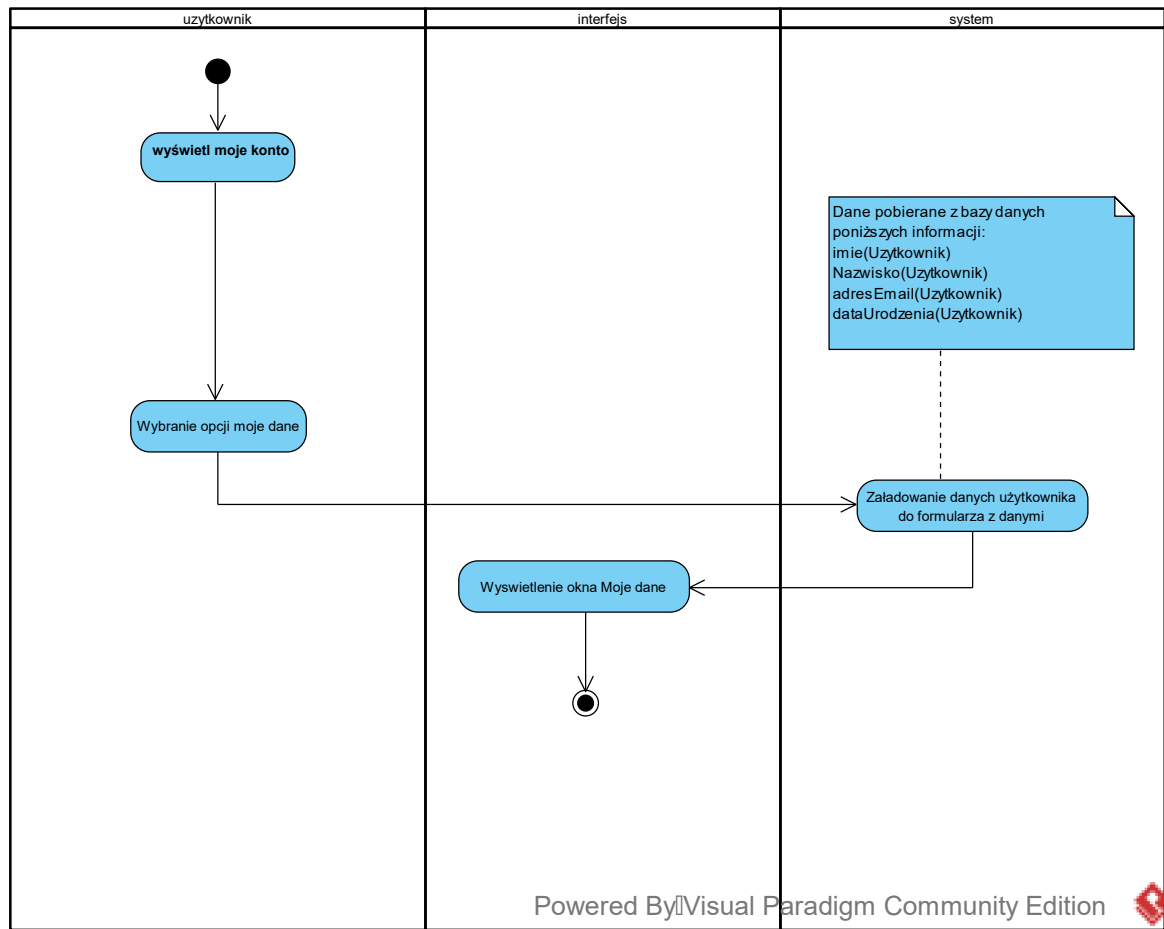 uzytkownik
interfejs
system
wyświetl moje konto
Dane pobierane z bazy danych
poniższych informacji:
imie(Uzytkownik)
Nazwisko(Uzytkownik)
adresEmail(Uzytkownik)
dataUrodzenia(Uzytkownik)
Wybranie opcji moje dane
Załadowanie danych użytkownika
do formularza z danymi
Wyswietlenie okna Moje dane
Powered By Visual Paradigm Community Edition